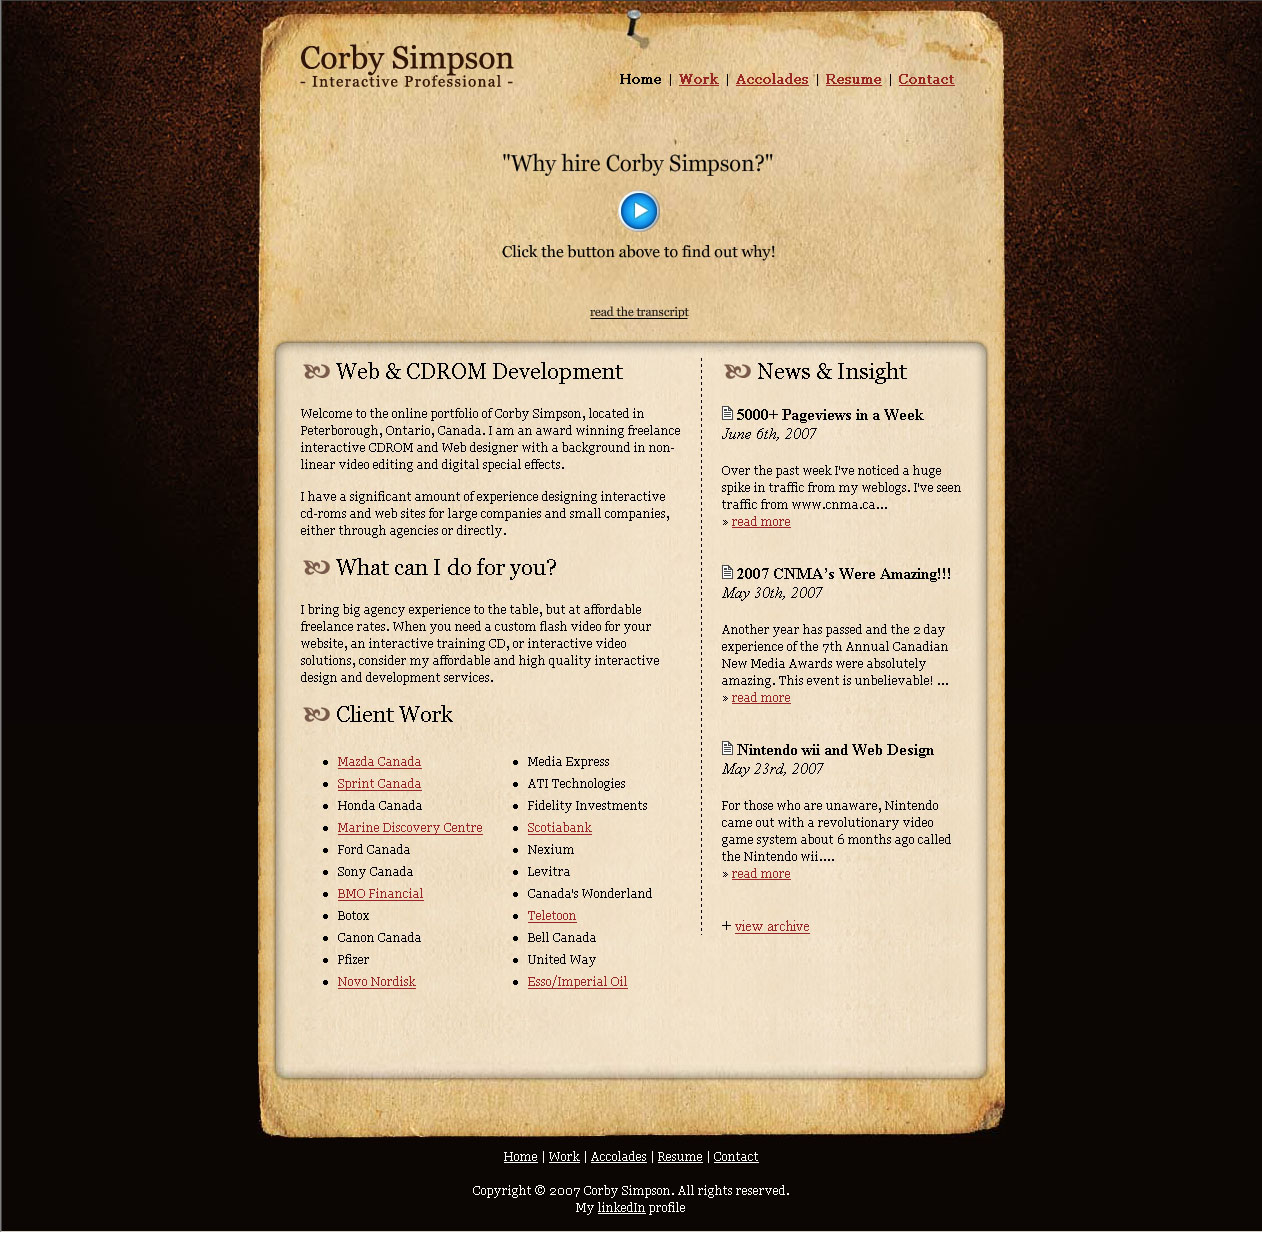 Corby Simpson
- Interactive Professional -
Home | Work | Accolades | Resume | Contact
"Why hire Corby Simpson?"
Click the button above to find out why!
read the transcript
Web & CDROM Development
Welcome to the online portfolio of Corby Simpson, located in
Peterborough, Ontario, Canada. I am an award winning freelance
interactive CDROM and Web designer with a background in non-
linear video editing and digital special effects.
I have a significant amount of experience designing interactive
cd-roms and web sites for large companies and small companies,
either through agencies or directly.
What can I do for you?
I bring big agency experience to the table, but at affordable
freelance rates. When you need a custom flash video for your
website, an interactive training CD, or interactive video
solutions, consider my affordable and high quality interactive
design and development services.
Client Work
• Mazda Canada
• Sprint Canada
• Honda Canada
• Marine Discovery Centre
• Ford Canada
• Sony Canada
• BMO Financial
• Botox
• Canon Canada
• Pfizer
• Novo Nordisk
• Media Express
• ATI Technologies
• Fidelity Investments
• Scotiabank
• Nexium
• Levitra
• Canada's Wonderland
• Teletoon
• Bell Canada
• United Way
• Esso/Imperial Oil
News & Insight
5000+ Pageviews in a Week
June 6th, 2007
Over the past week I've noticed a huge
spike in traffic from my weblogs. I've seen
traffic from www.cnma.ca...
» read more
2007 CNMA's Were Amazing!!!
May 30th, 2007
Another year has passed and the 2 day
experience of the 7th Annual Canadian
New Media Awards were absolutely
amazing. This event is unbelievable! ...
» read more
Nintendo wii and Web Design
May 23rd, 2007
For those who are unaware, Nintendo
came out with a revolutionary video
game system about 6 months ago called
the Nintendo wii....
» read more
+ view archive
Home | Work | Accolades | Resume | Contact
Copyright © 2007 Corby Simpson. All rights reserved.
My linkedIn profile